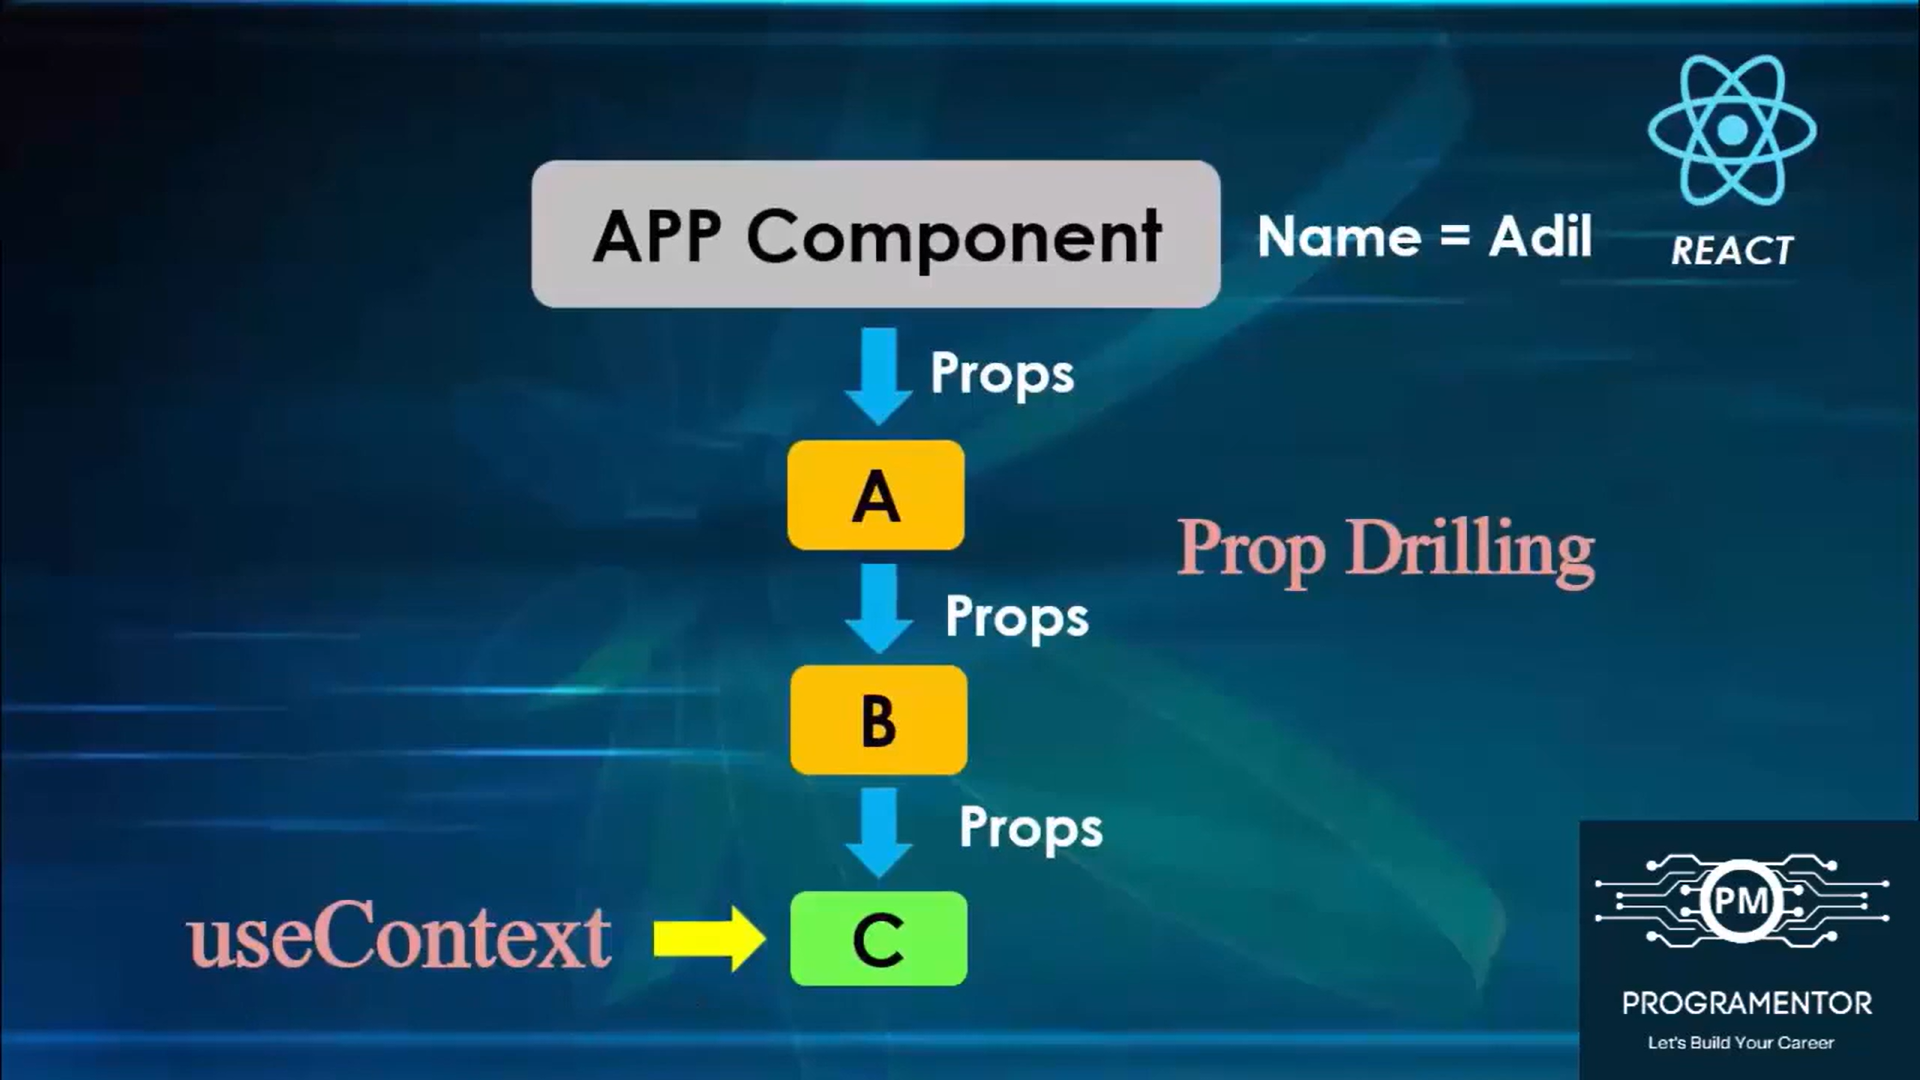 APP Component
Name = Adil
REACT
Props
A
Prop Drilling
Props
B
Props
useContext
C
PM
PROGRAMENTOR
Let's Build Your Career